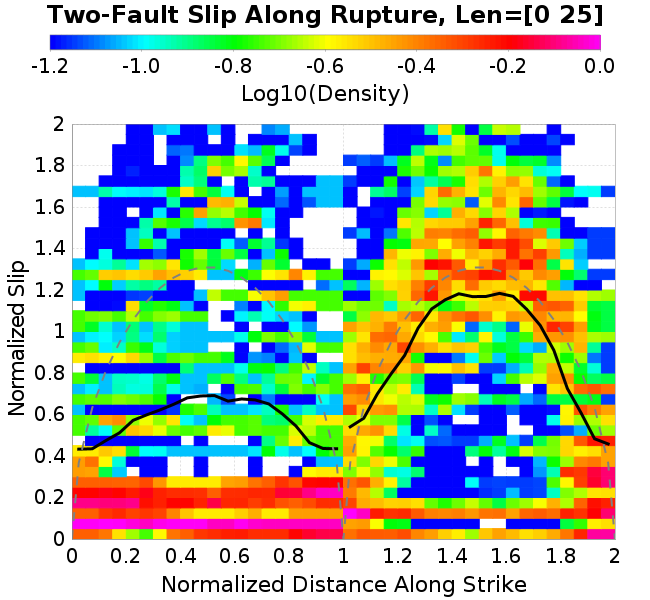 Two-Fault Slip Along Rupture, Len=[0 25]
-1.2 -1.0 -0.8 -0.6 -0.4 -0.2 0.0
Log10(Density)
2
1.8
1.6
1.4
1.2
1
0.8
0.6
0.4
0.2
0
Normalized Slip
0 0.2 0.4 0.6 0.8 1 1.2 1.4 1.6 1.8 2
Normalized Distance Along Strike